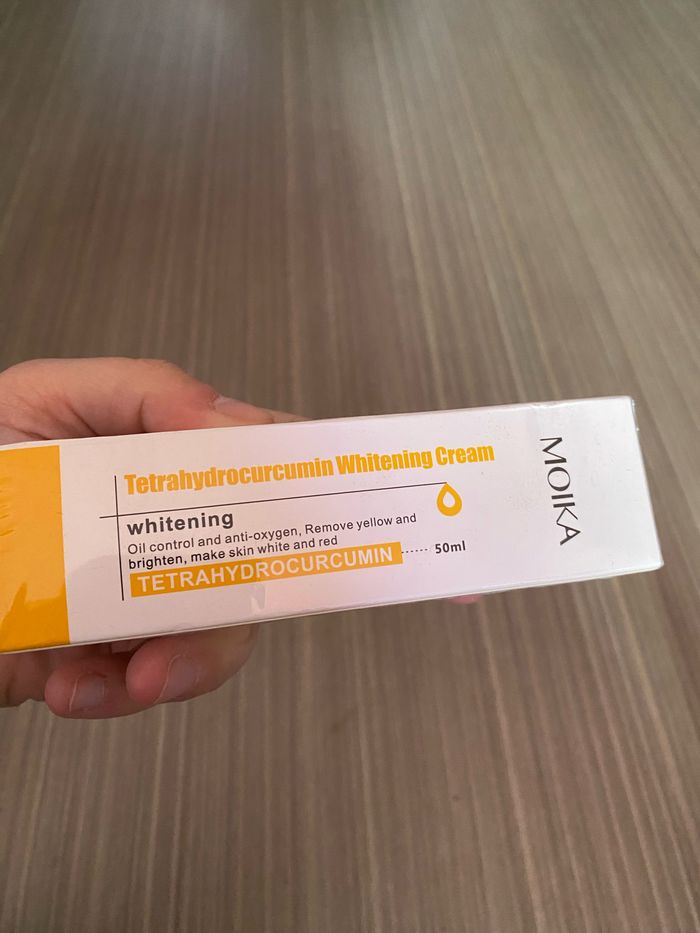 Tetrahydrocurcumin Whitening Cream
whitening
Oil control and anti-oxygen, Remove yellow and
brighten, make skin white and red
TETRAHYDROCURCUMIN ...... 50ml
MOIKA